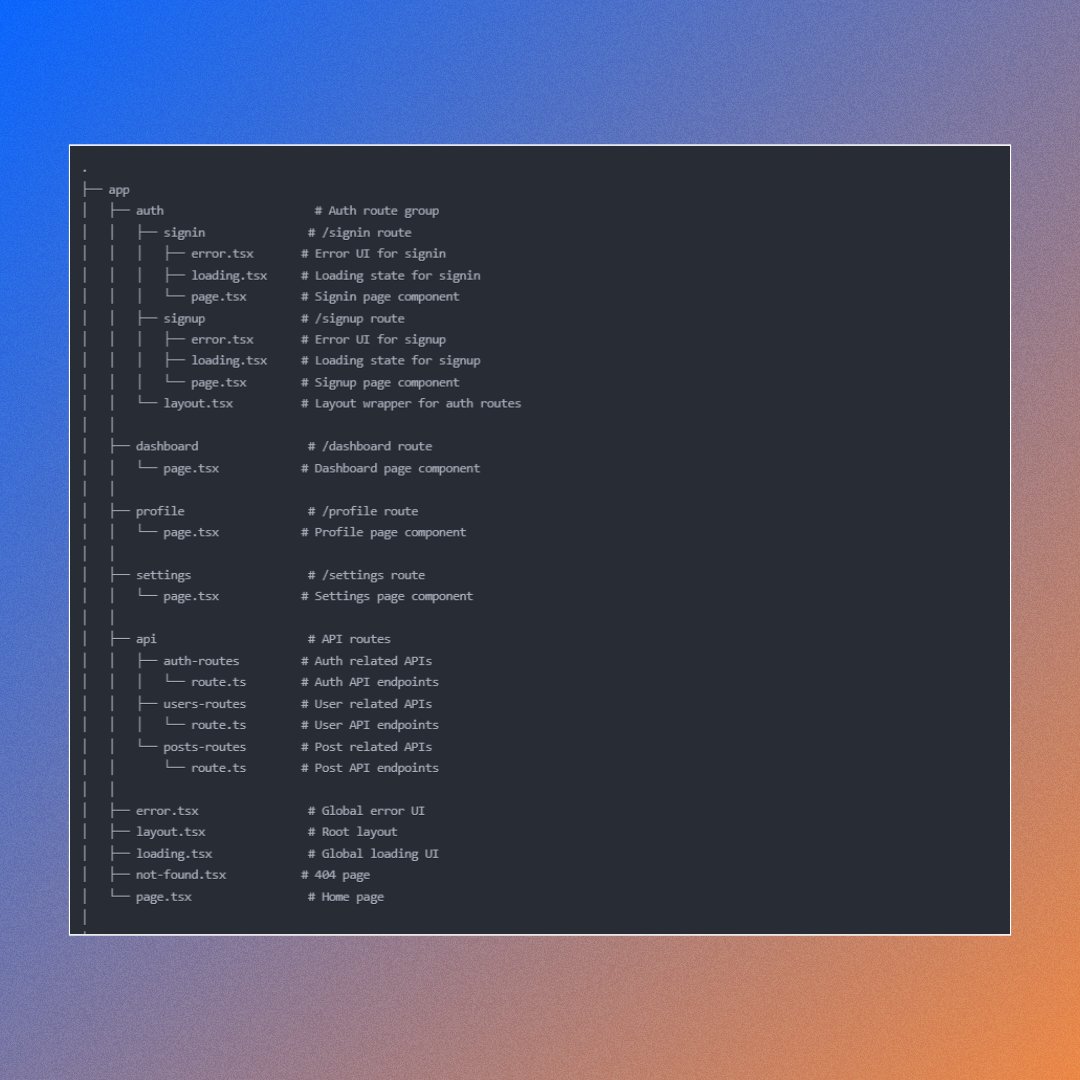 .
├── app
│   ├── auth                      # Auth route group
│   │   ├── signin               # /signin route
│   │   │   ├── error.tsx       # Error UI for signin
│   │   │   ├── loading.tsx     # Loading state for signin
│   │   │   └── page.tsx        # Signin page component
│   │   ├── signup              # /signup route
│   │   │   ├── error.tsx       # Error UI for signup
│   │   │   ├── loading.tsx     # Loading state for signup
│   │   │   └── page.tsx        # Signup page component
│   │   └── layout.tsx          # Layout wrapper for auth routes
│   │
│   ├── dashboard                # /dashboard route
│   │   └── page.tsx            # Dashboard page component
│   │
│   ├── profile                  # /profile route
│   │   └── page.tsx            # Profile page component
│   │
│   ├── settings                 # /settings route
│   │   └── page.tsx            # Settings page component
│   │
│   ├── api                      # API routes
│   │   ├── auth-routes         # Auth related APIs
│   │   │   └── route.ts        # Auth API endpoints
│   │   ├── users-routes        # User related APIs
│   │   │   └── route.ts        # User API endpoints
│   │   └── posts-routes        # Post related APIs
│   │       └── route.ts        # Post API endpoints
│   │
│   ├── error.tsx                # Global error UI
│   ├── layout.tsx               # Root layout
│   ├── loading.tsx              # Global loading UI
│   ├── not-found.tsx           # 404 page
│   └── page.tsx                 # Home page
│